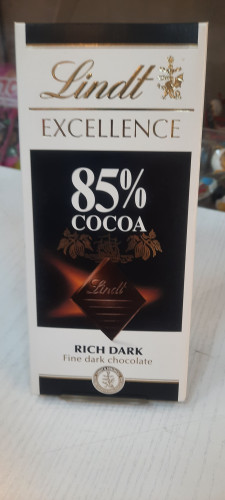 Lindt
EXCELLENCE
85%
COCOA
Lindt
RICH DARK
Fine dark chocolate